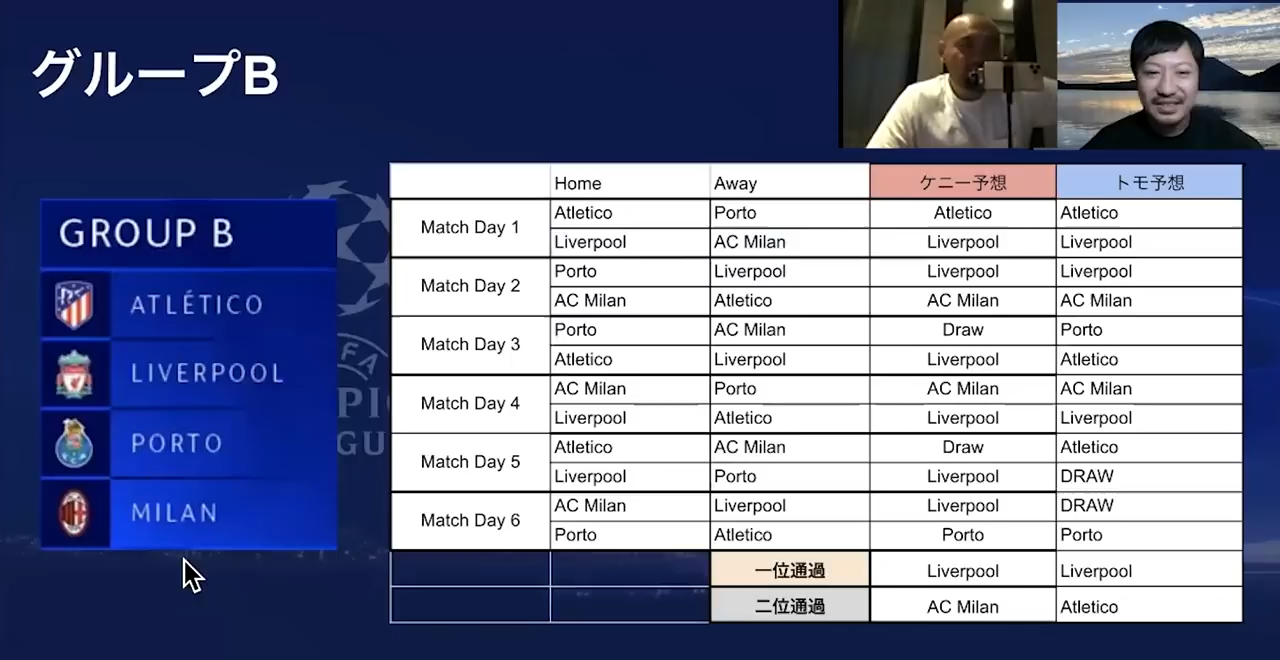 グループB
GROUP B
ATLÉTICO
LIVERPOOL
PORTO
MILAN
Home Away ケニー予想 トモ予想
Match Day 1
Atletico Porto Atletico Atletico
Liverpool AC Milan Liverpool Liverpool
Match Day 2
Porto Liverpool Liverpool Liverpool
AC Milan Atletico AC Milan AC Milan
Match Day 3
Porto AC Milan Draw Porto
Atletico Liverpool Liverpool Atletico
Match Day 4
AC Milan Porto AC Milan AC Milan
Liverpool Atletico Liverpool Liverpool
Match Day 5
Atletico AC Milan Draw Atletico
Liverpool Porto Liverpool DRAW
Match Day 6
AC Milan Liverpool Liverpool DRAW
Porto Atletico Porto Porto
一位通過 Liverpool Liverpool
二位通過 AC Milan Atletico